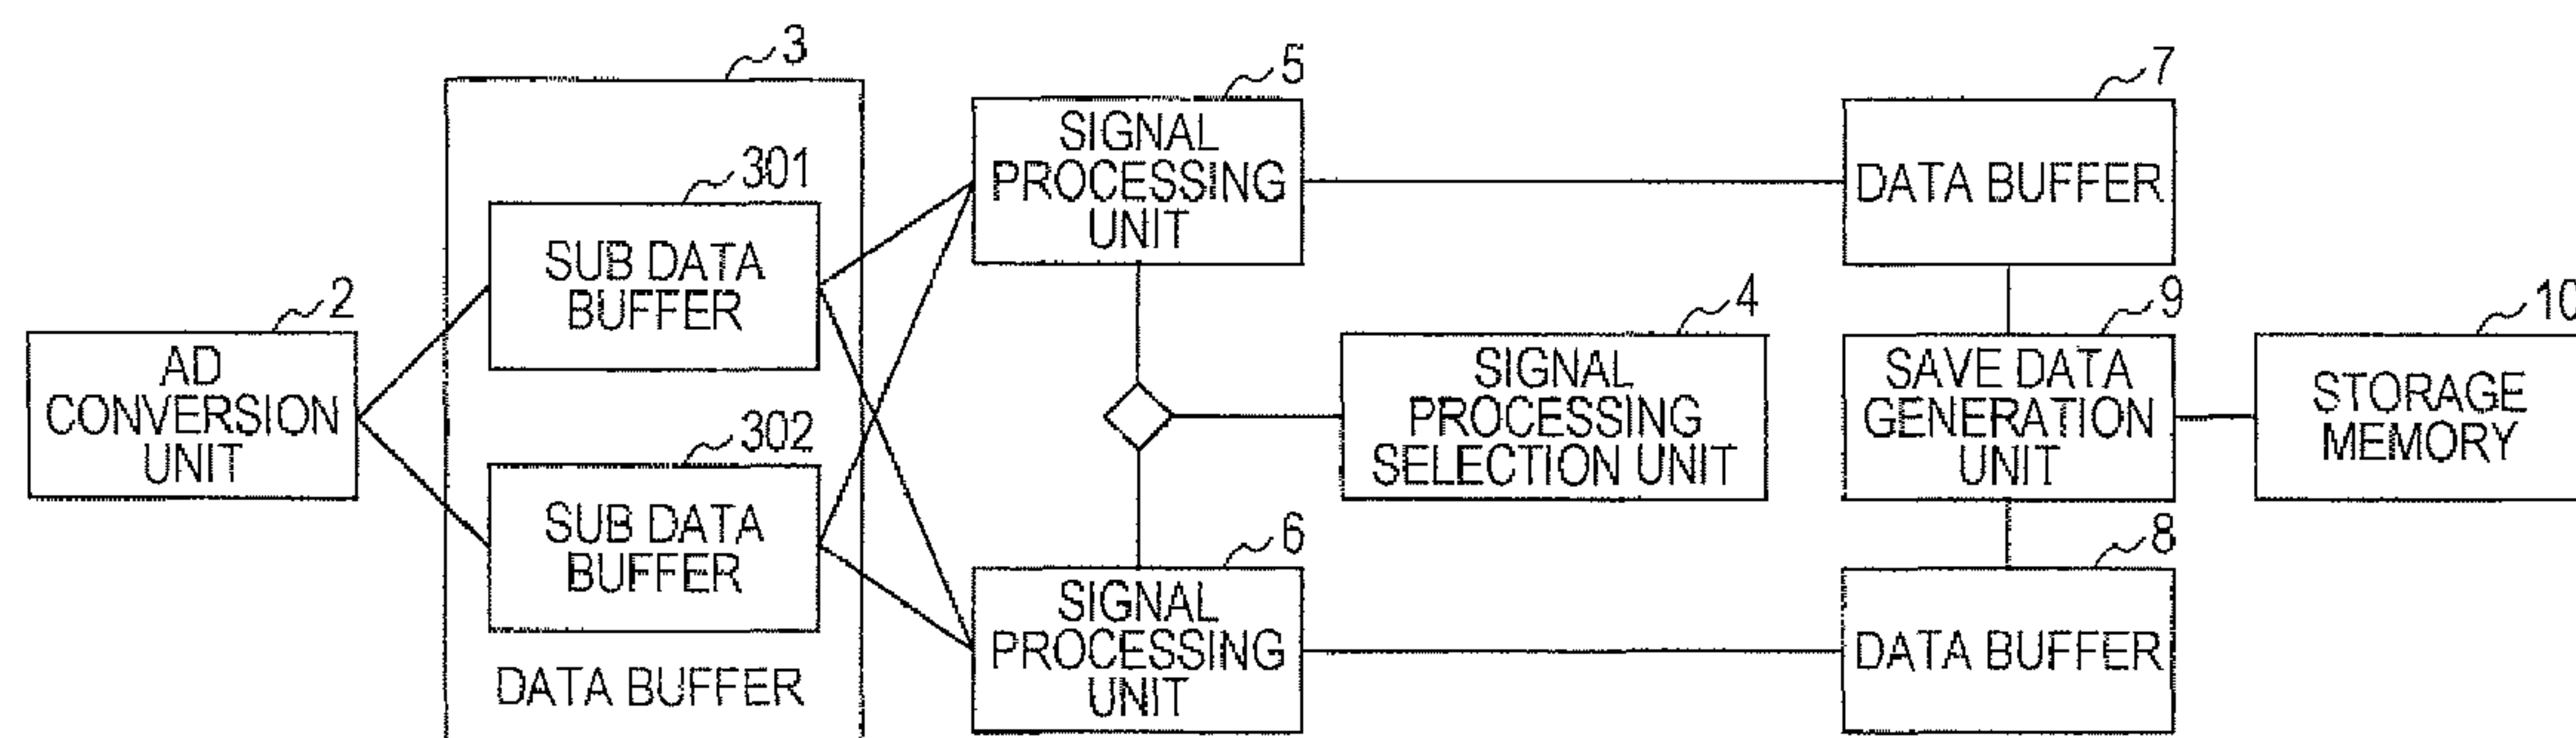 3
301
SUB DATA
BUFFER
302
SUB DATA
BUFFER
DATA BUFFER
2
AD
CONVERSION
UNIT
5
SIGNAL
PROCESSING
UNIT
4
SIGNAL
PROCESSING
SELECTION UNIT
6
SIGNAL
PROCESSING
UNIT
7
DATA BUFFER
9
SAVE DATA
GENERATION
UNIT
8
DATA BUFFER
10
STORAGE
MEMORY